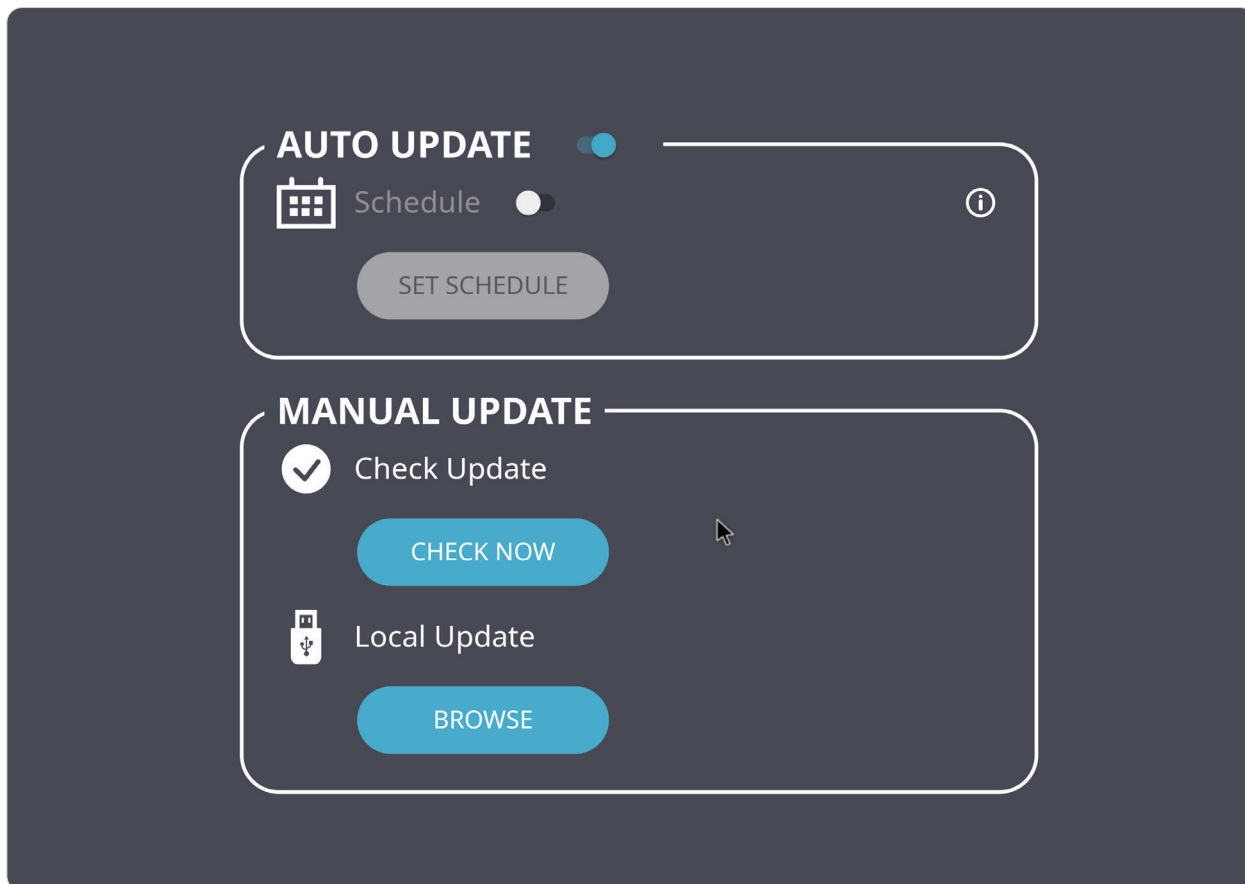 AUTO UPDATE
Schedule
SET SCHEDULE
MANUAL UPDATE
Check Update
CHECK NOW
Local Update
BROWSE